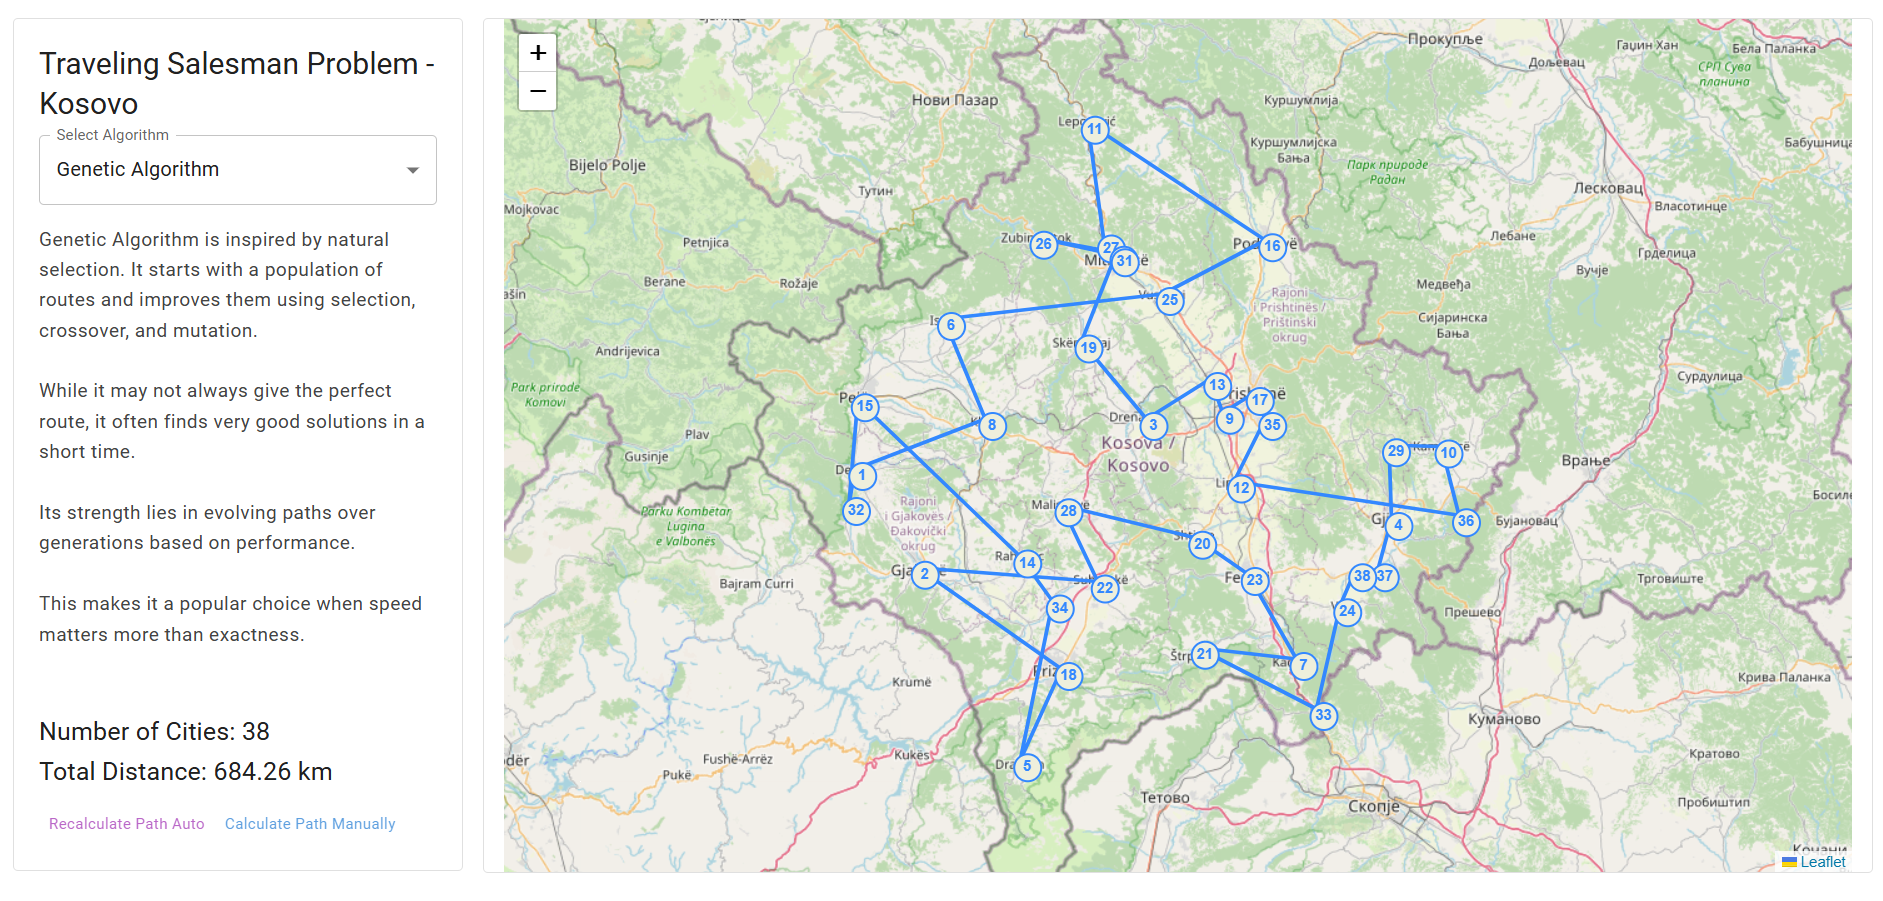 Traveling Salesman Problem -
Kosovo
Select Algorithm
Genetic Algorithm
Genetic Algorithm is inspired by natural
selection. It starts with a population of
routes and improves them using selection,
crossover, and mutation.
While it may not always give the perfect
route, it often finds very good solutions in a
short time.
Its strength lies in evolving paths over
generations based on performance.
This makes it a popular choice when speed
matters more than exactness.
Number of Cities: 38
Total Distance: 684.26 km
Recalculate Path Auto
Calculate Path Manually
+
−
Прокупље
Гаџин Хан
Бела Паланка
Дољевац
СРП Сува
планина
Нови Пазар
Куршумлија
11
Куршумлијска
Бања
Бабушница
Bijelo Polje
Парк природе
Радан
Лесковац
Тутин
Mojkovac
Власотинце
Petnjica
26
27
31
16
Лебане
Грделица
Вучје
Berane
Rožaje
Медвеђа
25
Rajoni
i Prishtinës /
Prištinski
okrug
6
Сијаринска
Бања
19
Andrijevica
Park prirode
Komovi
13
Сурдулица
15
17
Plav
8
3
9
35
Kosova /
Kosovo
Gusinje
29
10
Врање
1
12
32
Rajoni
i Gjakovës /
Đakovički
okrug
Parku Kombetar
Lugina
e Valbonës
28
4
36
Бујановац
20
14
2
Bajram Curri
22
23
38
37
Трговиште
34
24
Прешево
21
7
18
Krumë
Крива Паланка
33
Куманово
5
Kukës
Fushë-Arrëz
Pukë
Кратово
Тетово
Скопје
Пробиштип
Leaflet